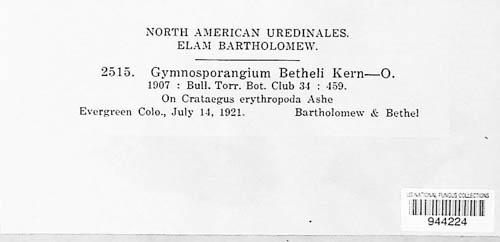 NORTH AMERICAN UREDINALES.
ELAM BARTHOLOMEW.
2515. Gymnosporangium Betheli Kern—O.
1907 : Bull. Torr. Bot. Club 34 : 459.
On Crataegus erythropoda Ashe
Evergreen Colo., July 14, 1921. Bartholomew & Bethel
US NATIONAL FUNGUS COLLECTIONS
944224